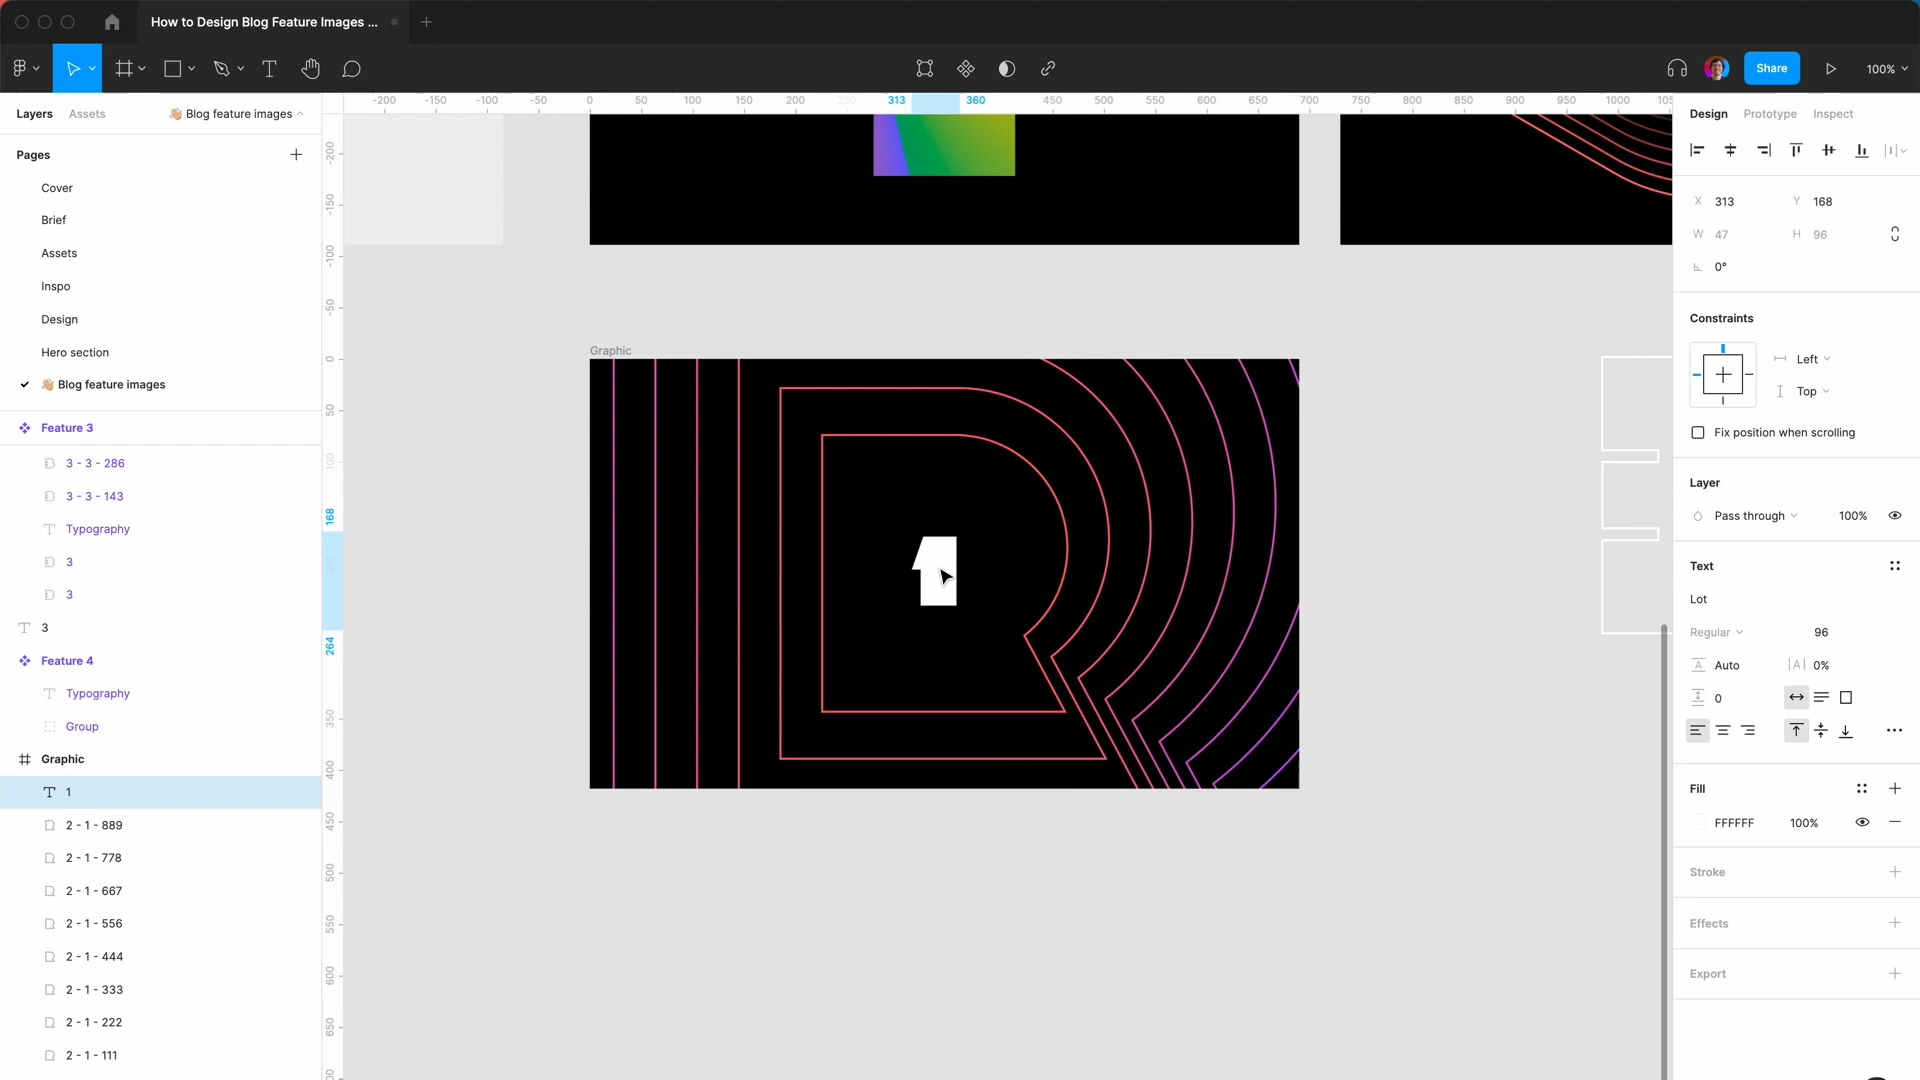 How to Design Blog Feature Images ...
Share
100%
Layers
Assets
👋🏼 Blog feature images
-200
-150
-100
-50
0
50
100
150
200
250
313
360
450
500
550
600
650
700
750
800
850
900
950
1000
Design
Prototype
Inspect
Pages
Cover
Brief
Assets
Inspo
Design
Hero section
👋🏼 Blog feature images
Feature 3
3 - 3 - 286
3 - 3 - 143
Typography
3
3
3
Feature 4
Typography
Group
Graphic
1
2 - 1 - 889
2 - 1 - 778
2 - 1 - 667
2 - 1 - 556
2 - 1 - 444
2 - 1 - 333
2 - 1 - 222
2 - 1 - 111
-200
-150
-100
-50
0
50
100
168
264
350
400
450
500
550
600
650
Graphic
1
X 313
Y 168
W 47
H 96
0°
Constraints
Left
Top
Fix position when scrolling
Layer
Pass through
100%
Text
Lot
Regular
96
Auto
|A| 0%
0
Fill
FFFFFF
100%
Stroke
Effects
Export